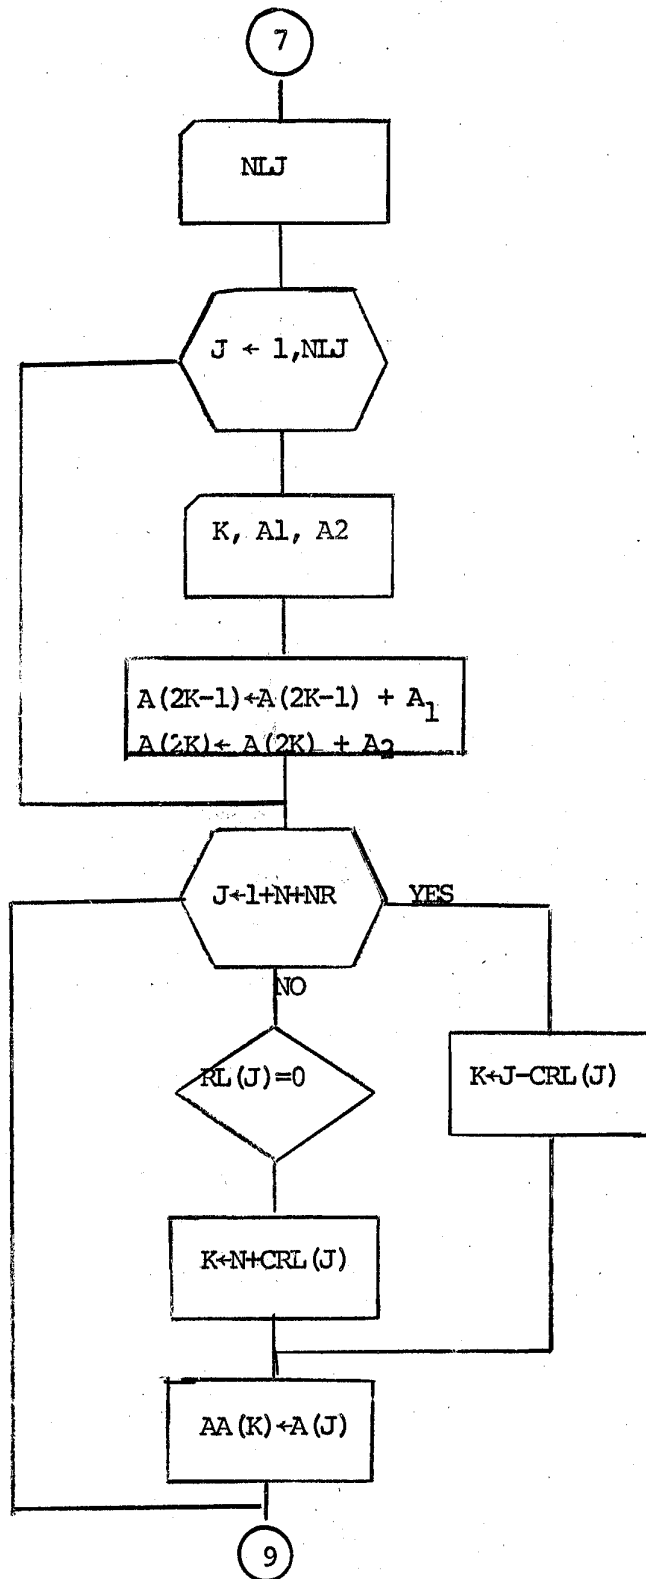 7
NLJ
J ← 1,NLJ
K, A1, A2
A(2K-1)←A(2K-1) + A₁
A(2K)← A(2K) + A₂
J←1+N+NR YES
NO
RL(J)=0
K←J-CRL(J)
K←N+CRL(J)
AA(K)←A(J)
9